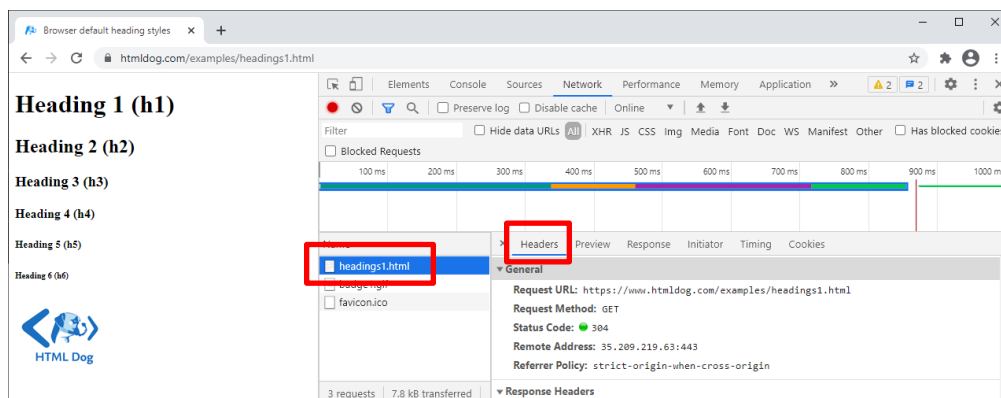 Browser default heading styles
htmldog.com/examples/headings1.html
Heading 1 (h1)
Heading 2 (h2)
Heading 3 (h3)
Heading 4 (h4)
Heading 5 (h5)
Heading 6 (h6)
HTML Dog
Elements Console Sources Network Performance Memory Application » 2 2
Preserve log Disable cache Online
Filter Hide data URLs All XHR JS CSS Img Media Font Doc WS Manifest Other Has blocked cookie
Blocked Requests
100 ms 200 ms 300 ms 400 ms 500 ms 600 ms 700 ms 800 ms 900 ms 1000 m
headings1.html
favicon.ico
3 requests 7.8 kB transferred
Headers Preview Response Initiator Timing Cookies
General
Request URL: https://www.htmldog.com/examples/headings1.html
Request Method: GET
Status Code: 304
Remote Address: 35.209.219.63:443
Referrer Policy: strict-origin-when-cross-origin
Response Headers